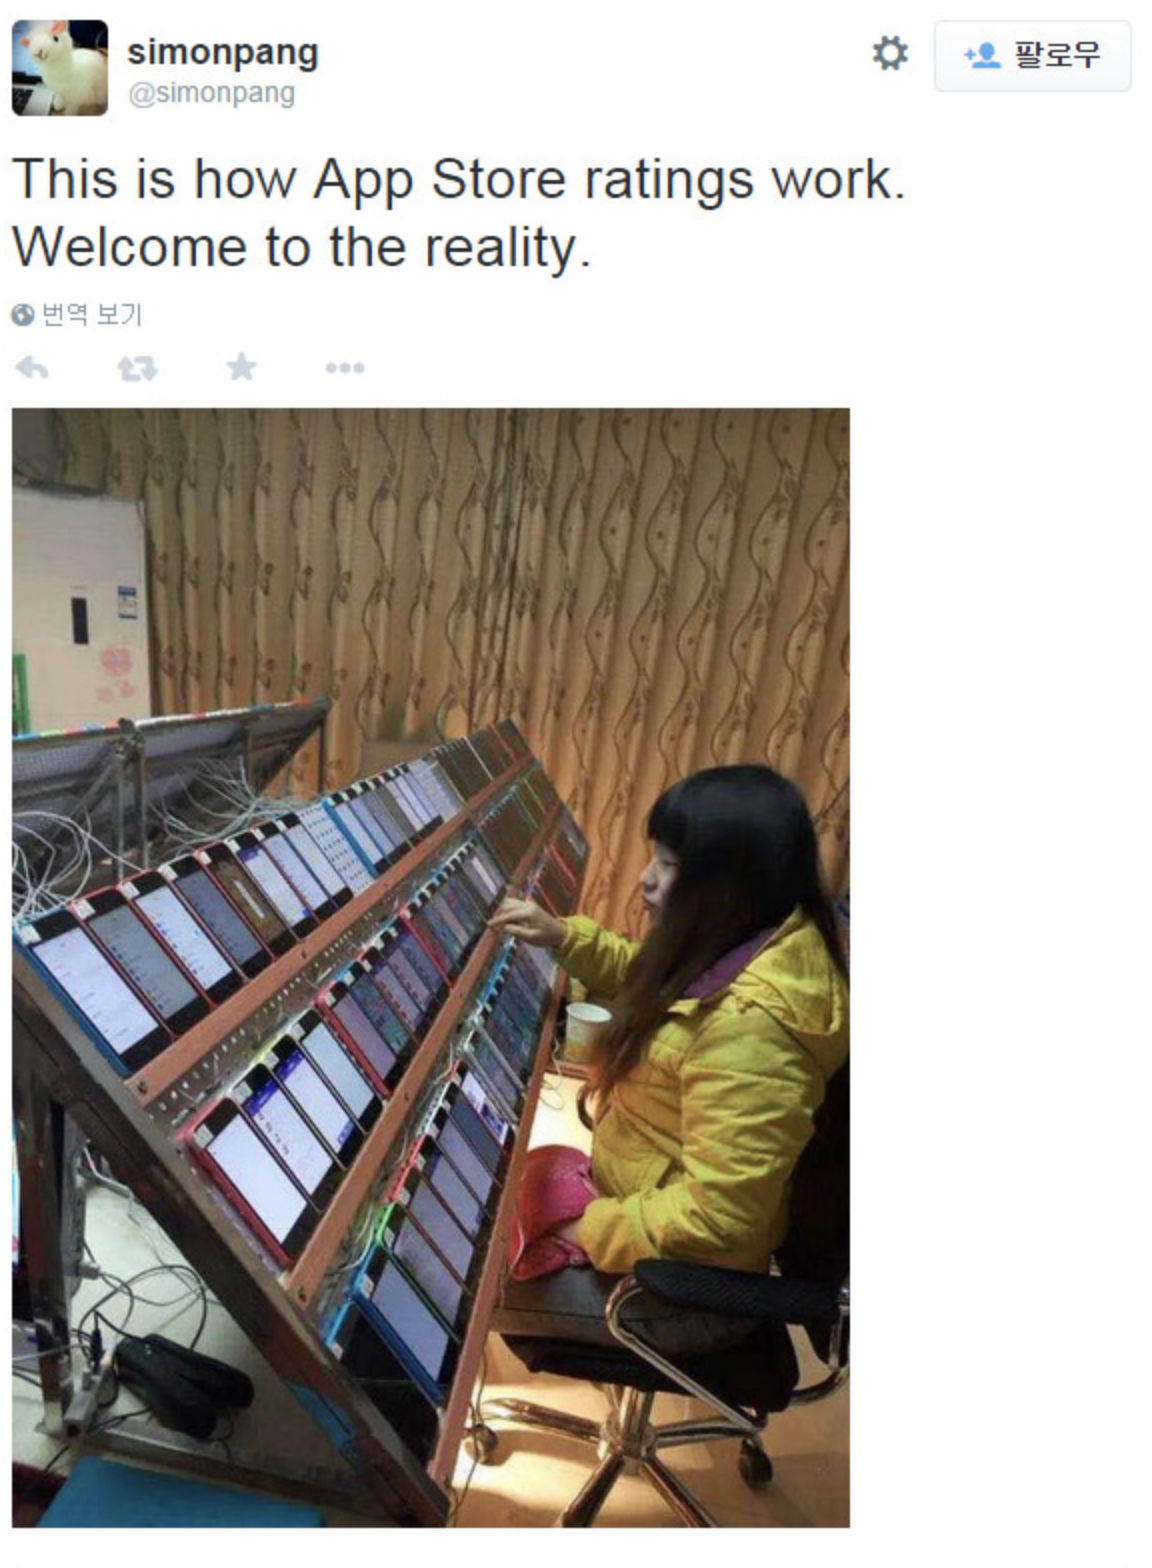 simonpang
@simonpang
팔로우
This is how App Store ratings work.
Welcome to the reality.
번역 보기